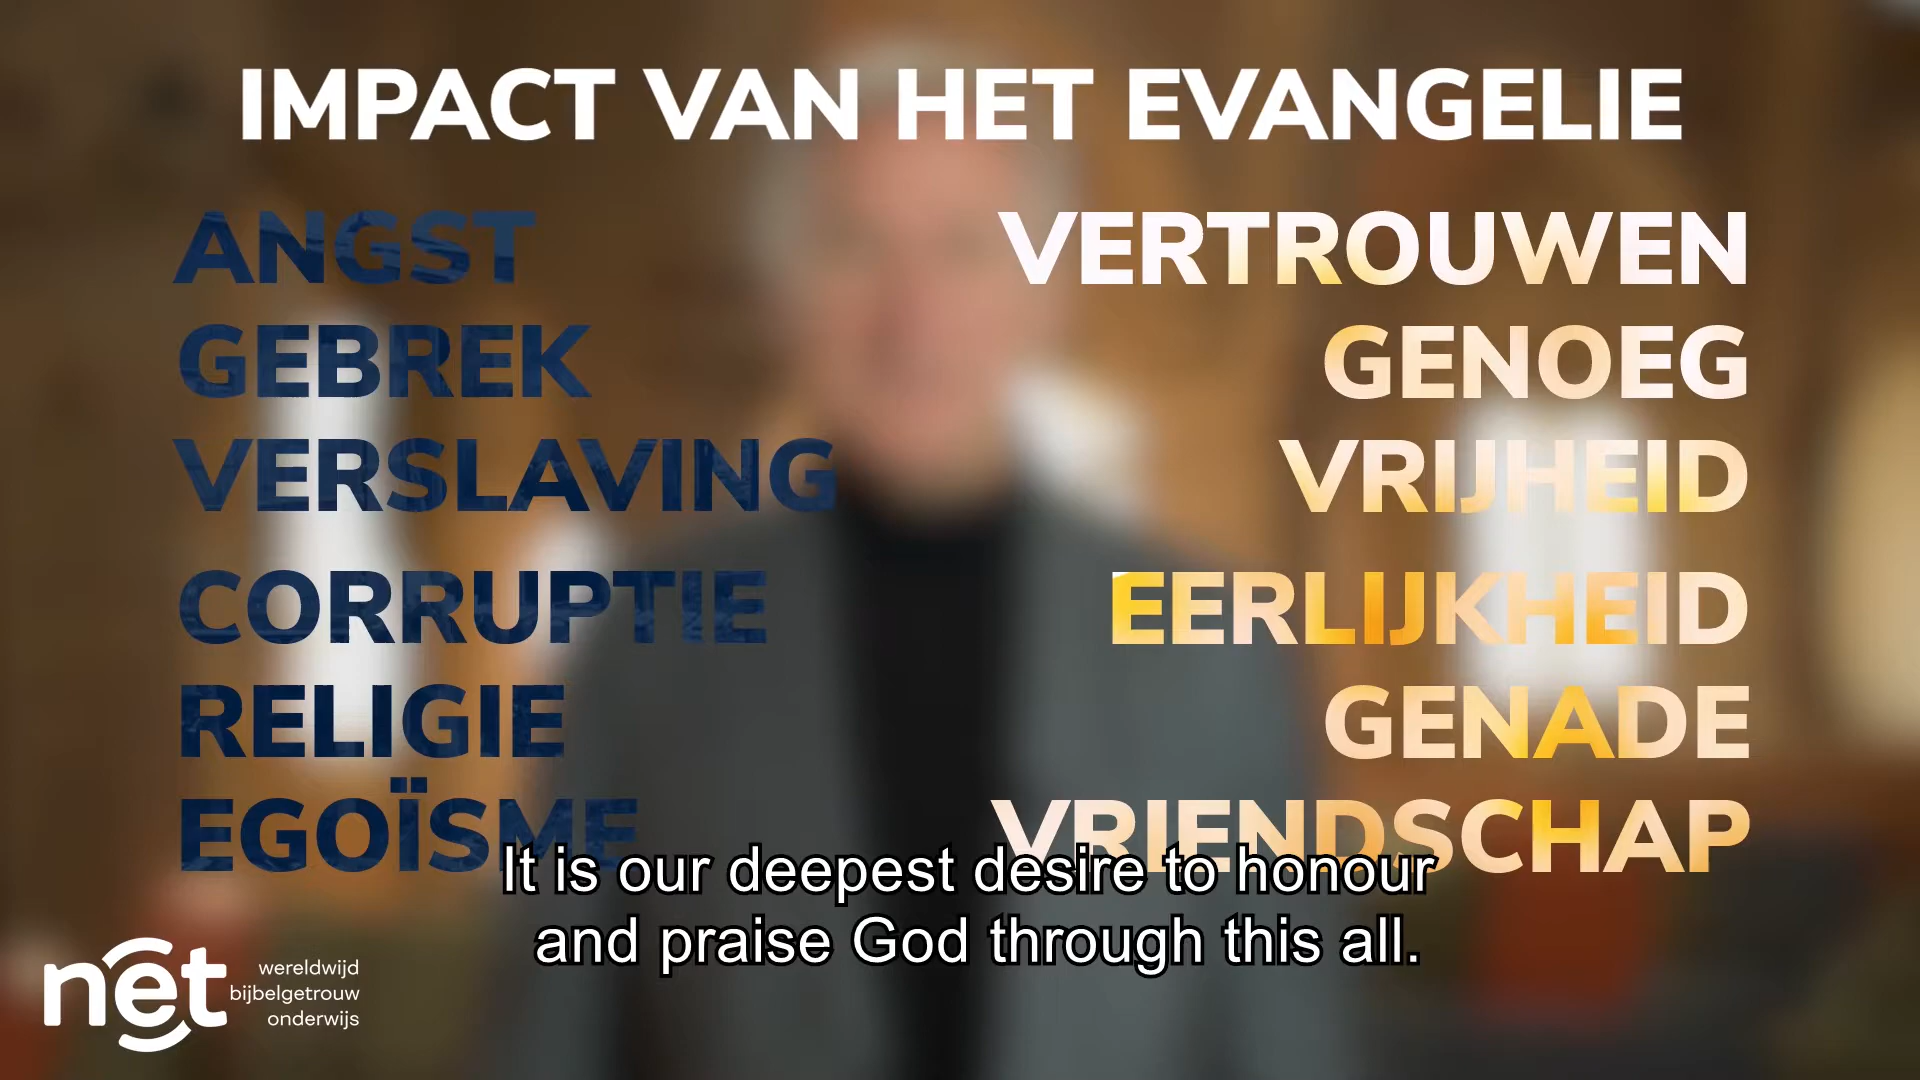 IMPACT VAN HET EVANGELIE
ANGST VERTROUWEN
GEBREK GENOEG
VERSLAVING VRIJHEID
CORRUPTIE EERLIJKHEID
RELIGIE GENADE
EGOÏSME VRIENDSCHAP
It is our deepest desire to honour
and praise God through this all.
net
wereldwijd
bijbelgetrouw
onderwijs